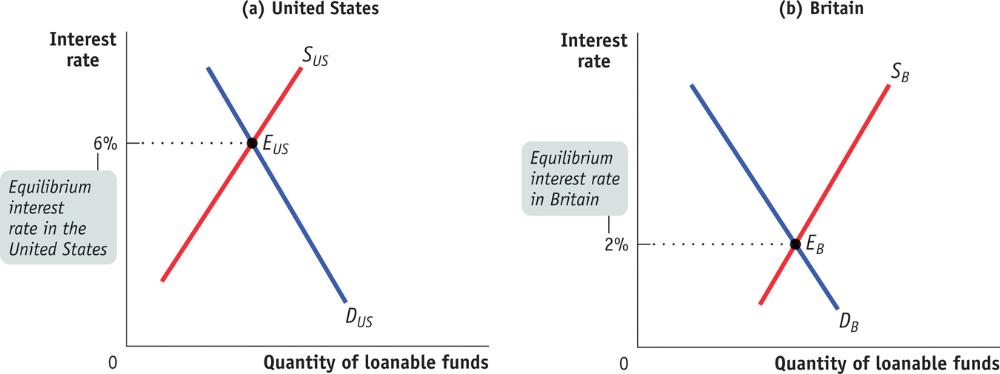 (a) United States
Interest
rate
S_US
6%
E_US
Equilibrium
interest
rate in the
United States
D_US
0
Quantity of loanable funds
(b) Britain
Interest
rate
S_B
Equilibrium
interest rate
in Britain
2%
E_B
D_B
0
Quantity of loanable funds